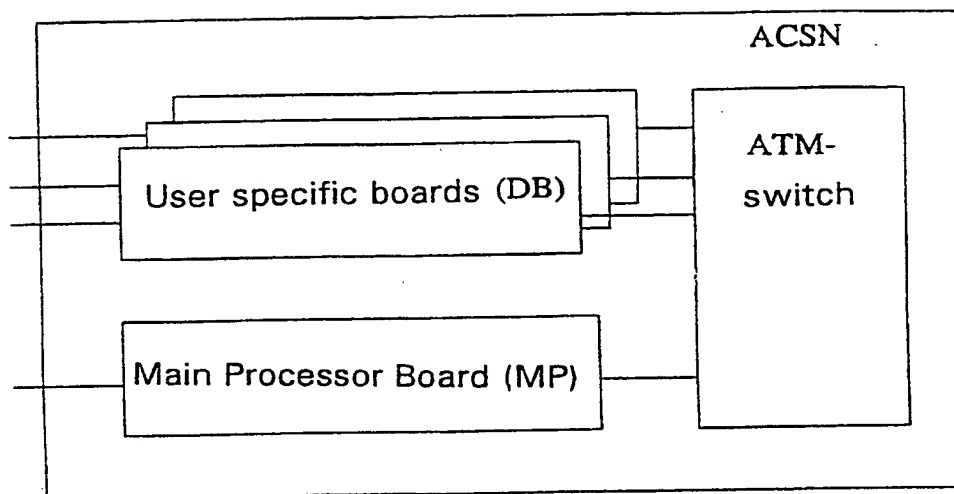 ACSN
User specific boards (DB)
ATM-
switch
Main Processor Board (MP)